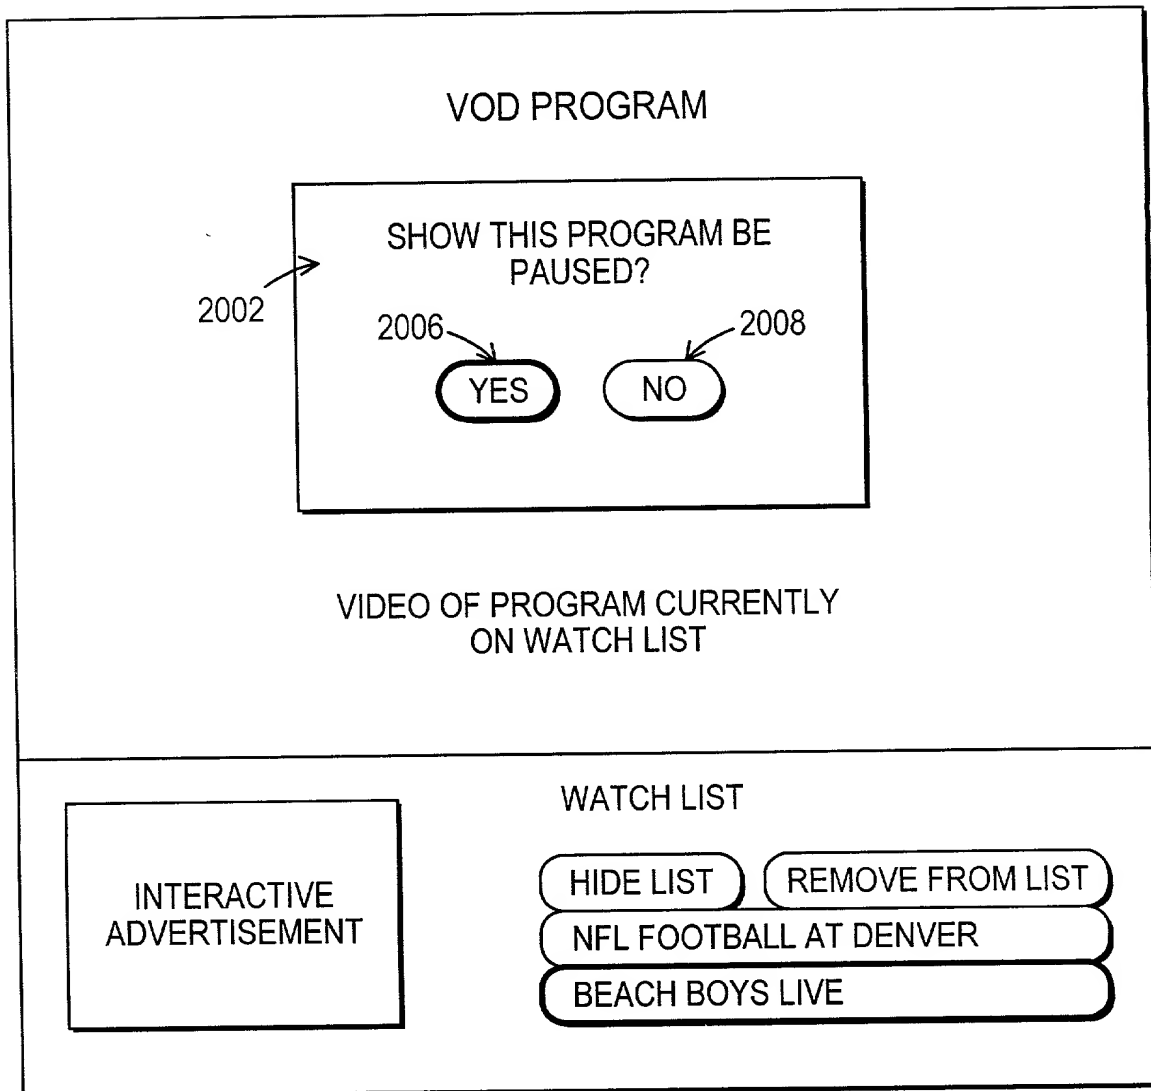 VOD PROGRAM
SHOW THIS PROGRAM BE
PAUSED?
2002
2006
2008
YES
NO
VIDEO OF PROGRAM CURRENTLY
ON WATCH LIST
WATCH LIST
INTERACTIVE
ADVERTISEMENT
HIDE LIST
REMOVE FROM LIST
NFL FOOTBALL AT DENVER
BEACH BOYS LIVE